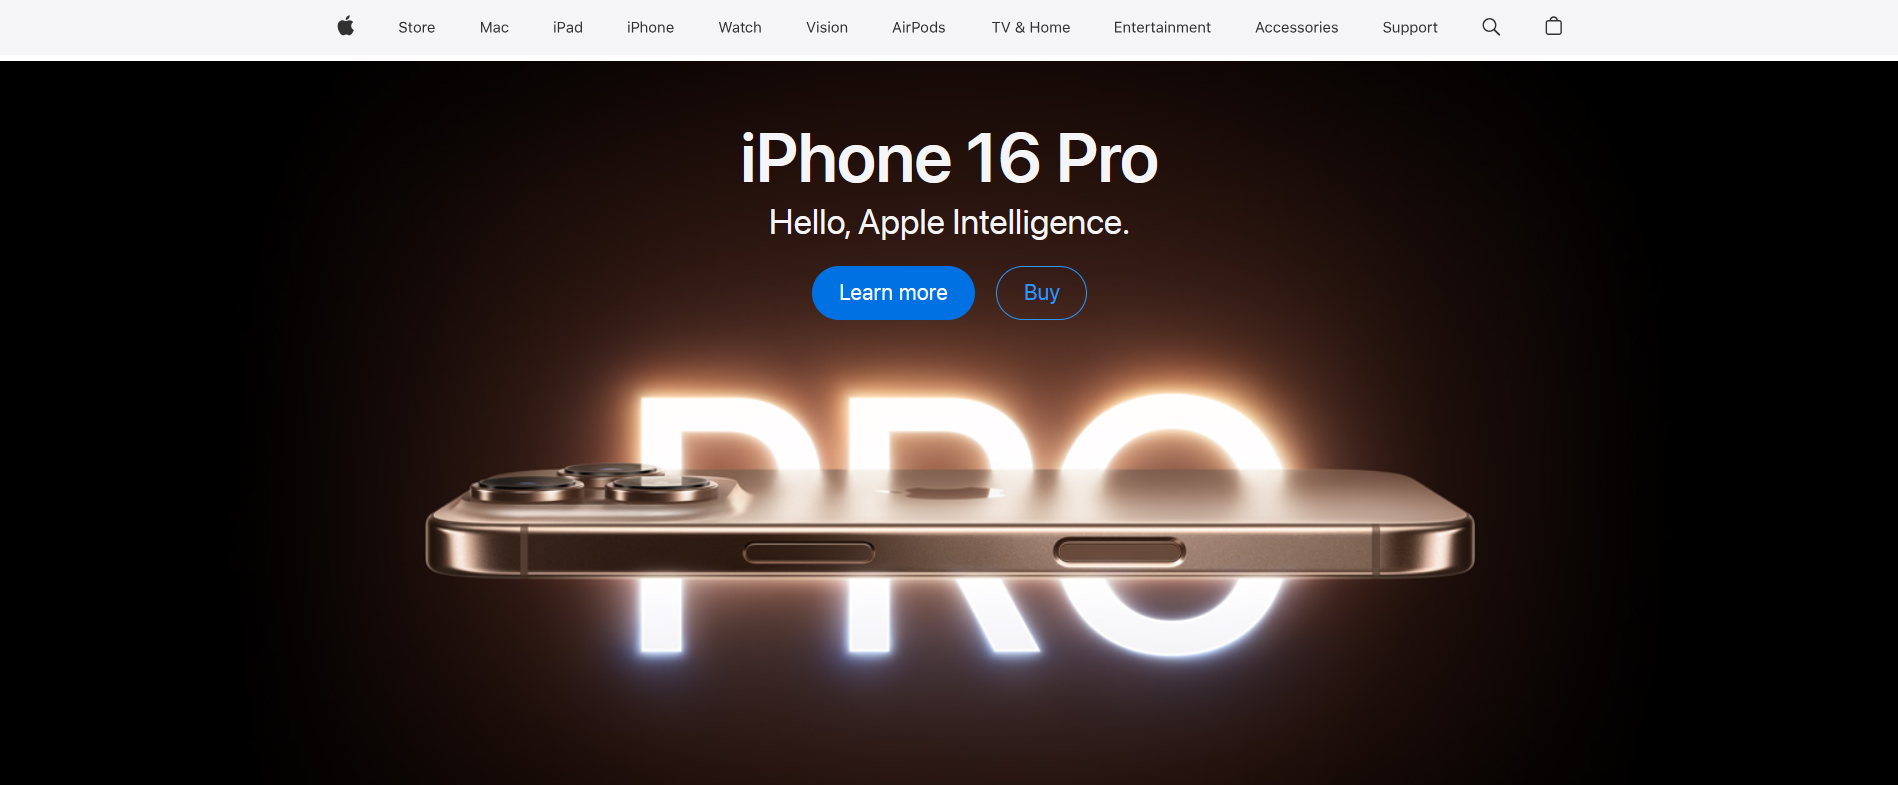 Store Mac iPad iPhone Watch Vision AirPods TV & Home Entertainment Accessories Support
iPhone 16 Pro
Hello, Apple Intelligence.
Learn more Buy
PRO